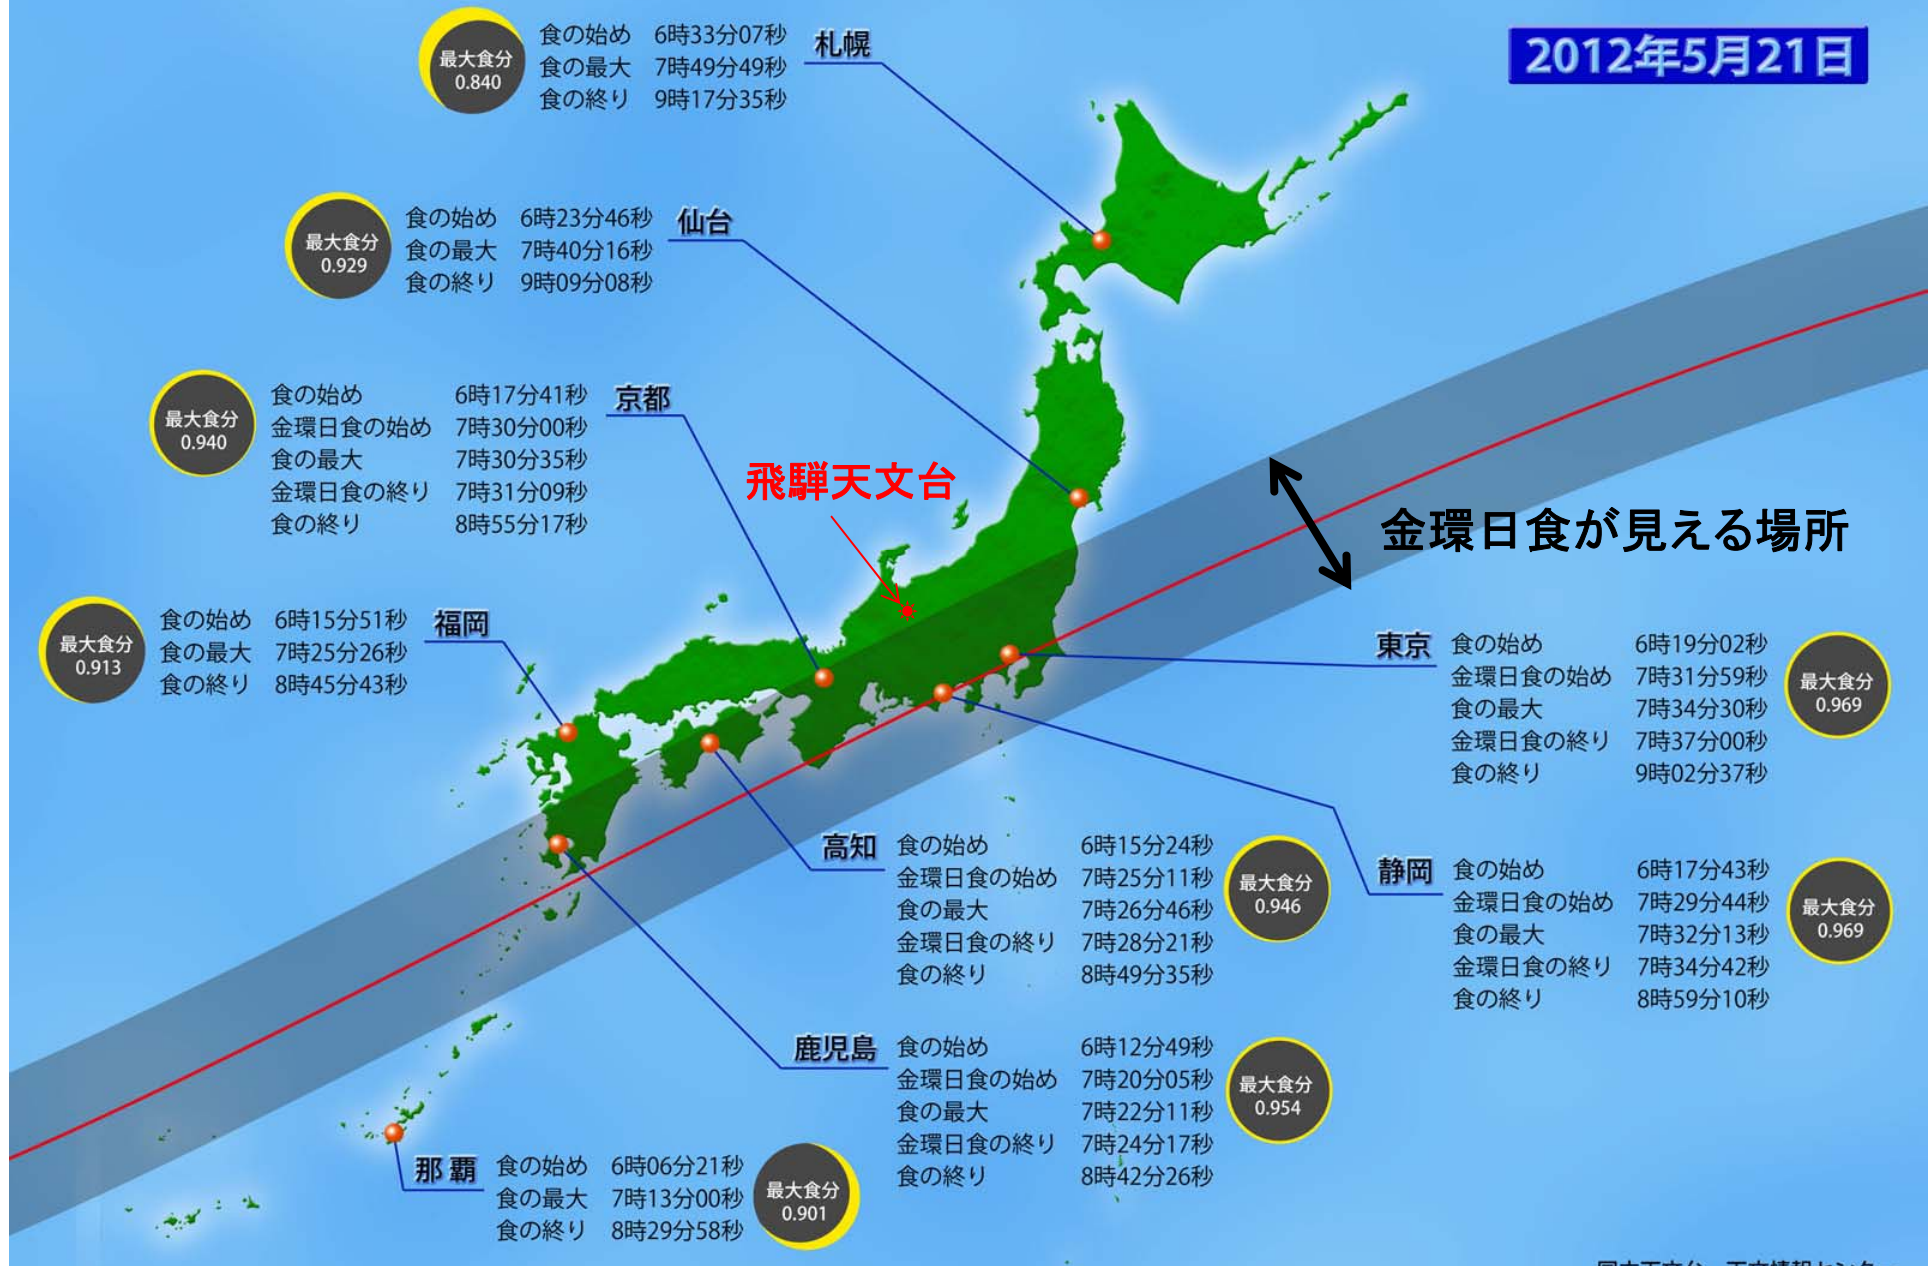 2012年5月21日
最大食分
0.840
食の始め 6時33分07秒
食の最大 7時49分49秒
食の終り 9時17分35秒
札幌
最大食分
0.929
食の始め 6時23分46秒
食の最大 7時40分16秒
食の終り 9時09分08秒
仙台
最大食分
0.940
食の始め 6時17分41秒
金環日食の始め 7時30分00秒
食の最大 7時30分35秒
金環日食の終り 7時31分09秒
食の終り 8時55分17秒
京都
飛騨天文台
金環日食が見える場所
最大食分
0.913
食の始め 6時15分51秒
食の最大 7時25分26秒
食の終り 8時45分43秒
福岡
東京
食の始め 6時19分02秒
金環日食の始め 7時31分59秒
食の最大 7時34分30秒
金環日食の終り 7時37分00秒
食の終り 9時02分37秒
最大食分
0.969
高知
食の始め 6時15分24秒
金環日食の始め 7時25分11秒
食の最大 7時26分46秒
金環日食の終り 7時28分21秒
食の終り 8時49分35秒
最大食分
0.946
静岡
食の始め 6時17分43秒
金環日食の始め 7時29分44秒
食の最大 7時32分13秒
金環日食の終り 7時34分42秒
食の終り 8時59分10秒
最大食分
0.969
鹿児島
食の始め 6時12分49秒
金環日食の始め 7時20分05秒
食の最大 7時22分11秒
金環日食の終り 7時24分17秒
食の終り 8時42分26秒
最大食分
0.954
那覇
食の始め 6時06分21秒
食の最大 7時13分00秒
食の終り 8時29分58秒
最大食分
0.901